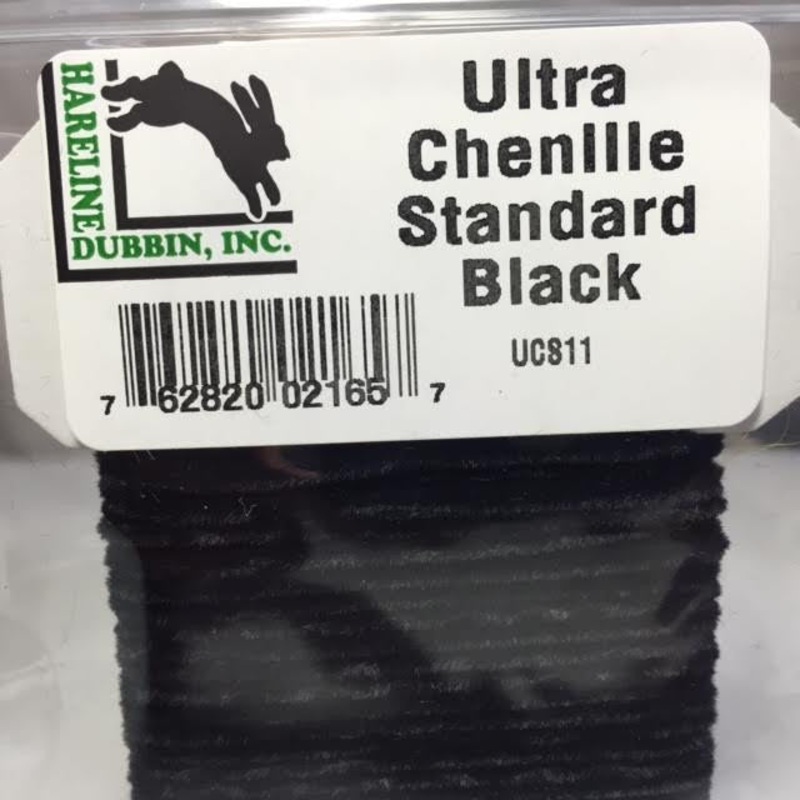 HARELINE
DUBBIN, INC.
Ultra
Chenille
Standard
Black
UC811
7 62820 02165 7